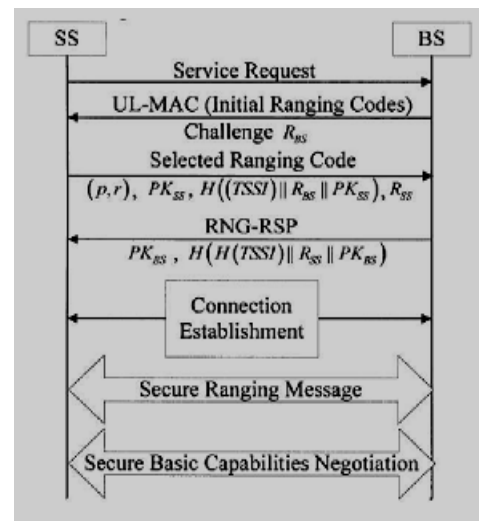 SS BS
Service Request
UL-MAC (Initial Ranging Codes)
Challenge R_BS
Selected Ranging Code
(p,r), PK_SS, H((TSSI)||R_BS||PK_SS), R_SS
RNG-RSP
PK_BS, H(H(TSSI)||R_SS||PK_BS)
Connection
Establishment
Secure Ranging Message
Secure Basic Capabilities Negotiation